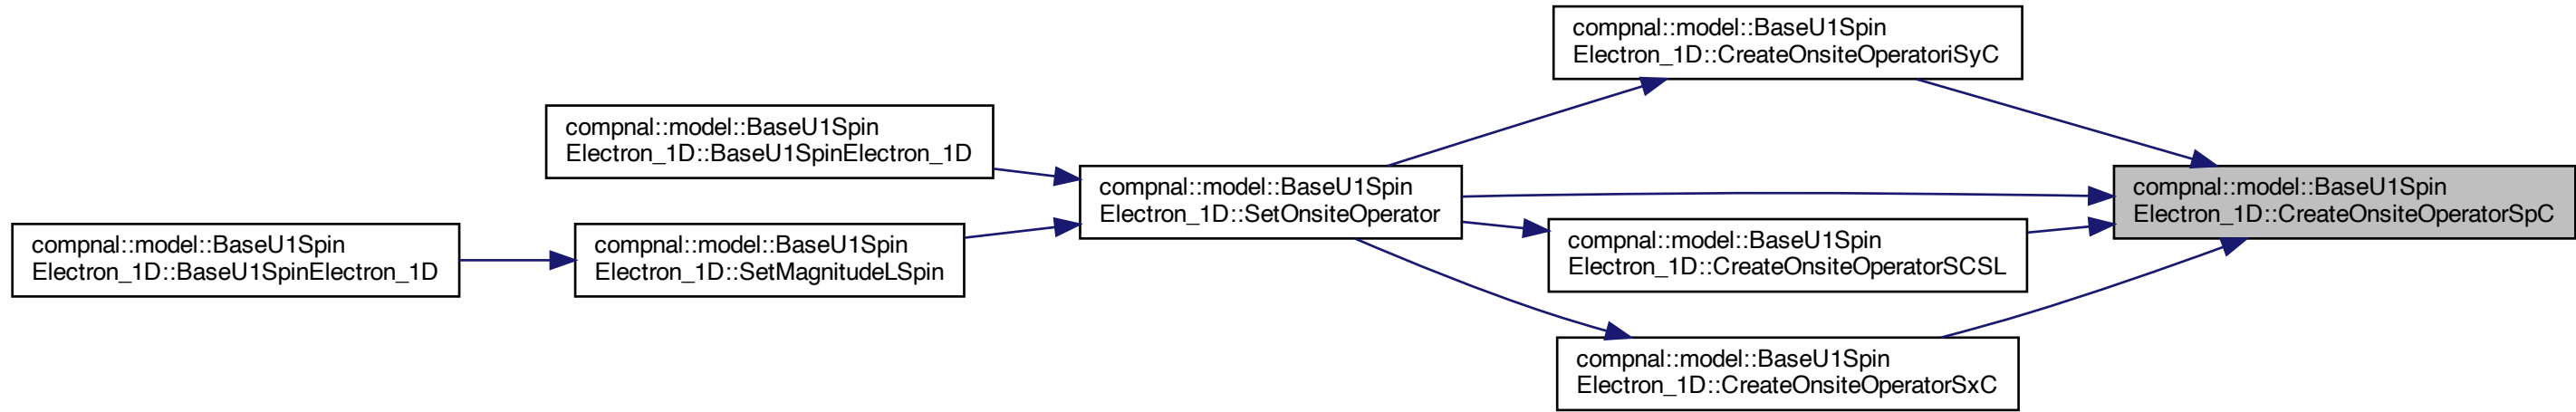 compnal::model::BaseU1Spin
Electron_1D::BaseU1SpinElectron_1D
compnal::model::BaseU1Spin
Electron_1D::BaseU1SpinElectron_1D
compnal::model::BaseU1Spin
Electron_1D::SetMagnitudeLSpin
compnal::model::BaseU1Spin
Electron_1D::SetOnsiteOperator
compnal::model::BaseU1Spin
Electron_1D::CreateOnsiteOperatoriSyC
compnal::model::BaseU1Spin
Electron_1D::CreateOnsiteOperatorSCSL
compnal::model::BaseU1Spin
Electron_1D::CreateOnsiteOperatorSxC
compnal::model::BaseU1Spin
Electron_1D::CreateOnsiteOperatorSpC